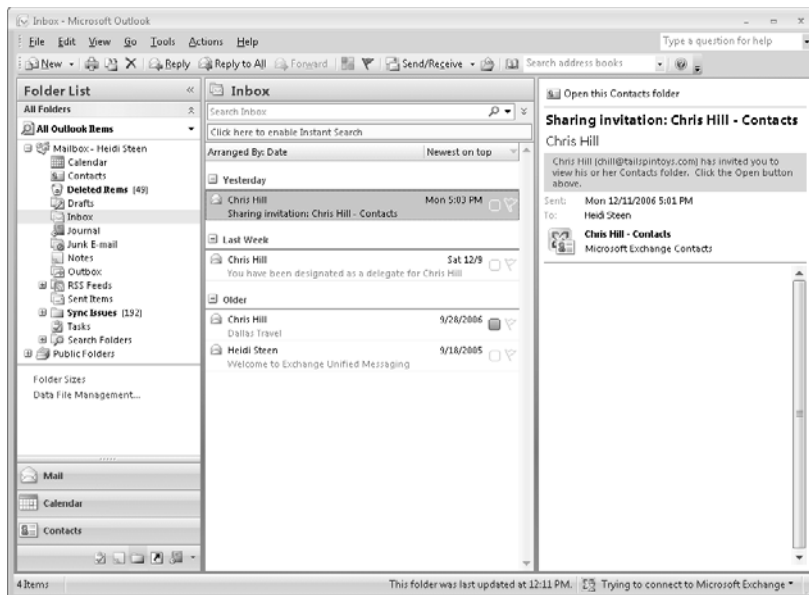 Inbox - Microsoft Outlook
File Edit View Go Tools Actions Help
Type a question for help
New Reply Reply to All Forward Send/Receive Search address books
Folder List
All Folders
All Outlook Items
Mailbox - Heidi Steen
Calendar
Contacts
Deleted Items (49)
Drafts
Inbox
Journal
Junk E-mail
Notes
Outbox
RSS Feeds
Sent Items
Sync Issues (192)
Tasks
Search Folders
Public Folders
Folder Sizes
Data File Management...
Mail
Calendar
Contacts
Inbox
Search Inbox
Click here to enable Instant Search
Arranged By: Date Newest on top
Yesterday
Chris Hill Mon 5:03 PM
Sharing invitation: Chris Hill - Contacts
Last Week
Chris Hill Sat 12/9
You have been designated as a delegate for Chris Hill
Older
Chris Hill 9/28/2006
Dallas Travel
Heidi Steen 9/18/2005
Welcome to Exchange Unified Messaging
Open this Contacts folder
Sharing invitation: Chris Hill - Contacts
Chris Hill
Chris Hill [chill@tailspintoys.com] has invited you to
view his or her Contacts folder. Click the Open button
above.
Sent: Mon 12/11/2006 5:01 PM
To: Heidi Steen
Chris Hill - Contacts
Microsoft Exchange Contacts
4 Items
This folder was last updated at 12:11 PM. Trying to connect to Microsoft Exchange